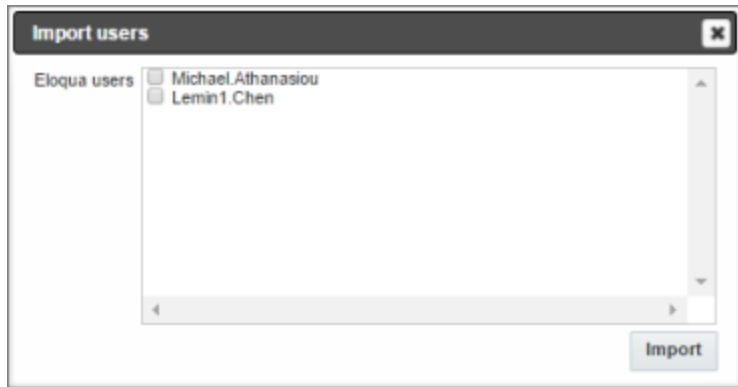 Import users
Eloqua users
Michael.Athanasiou
Lemin1.Chen
Import